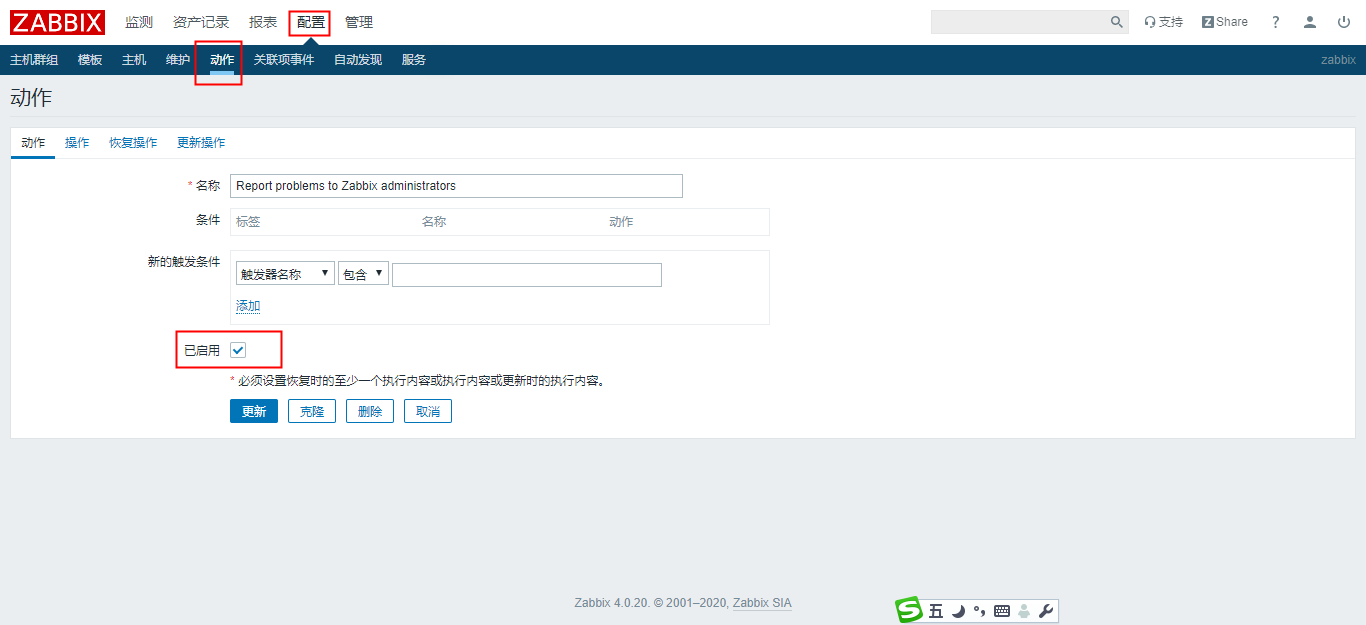 ZABBIX 监测 资产记录 报表 配置 管理 支持 Z Share ?
主机群组 模板 主机 维护 动作 关联项事件 自动发现 服务 zabbix
动作
动作 操作 恢复操作 更新操作
* 名称 Report problems to Zabbix administrators
条件 标签 名称 动作
新的触发条件
触发器名称 包含
添加
已启用
* 必须设置恢复时的至少一个执行内容或执行内容或更新时的执行内容。
更新 克隆 删除 取消
Zabbix 4.0.20. © 2001–2020, Zabbix SIA
S 五